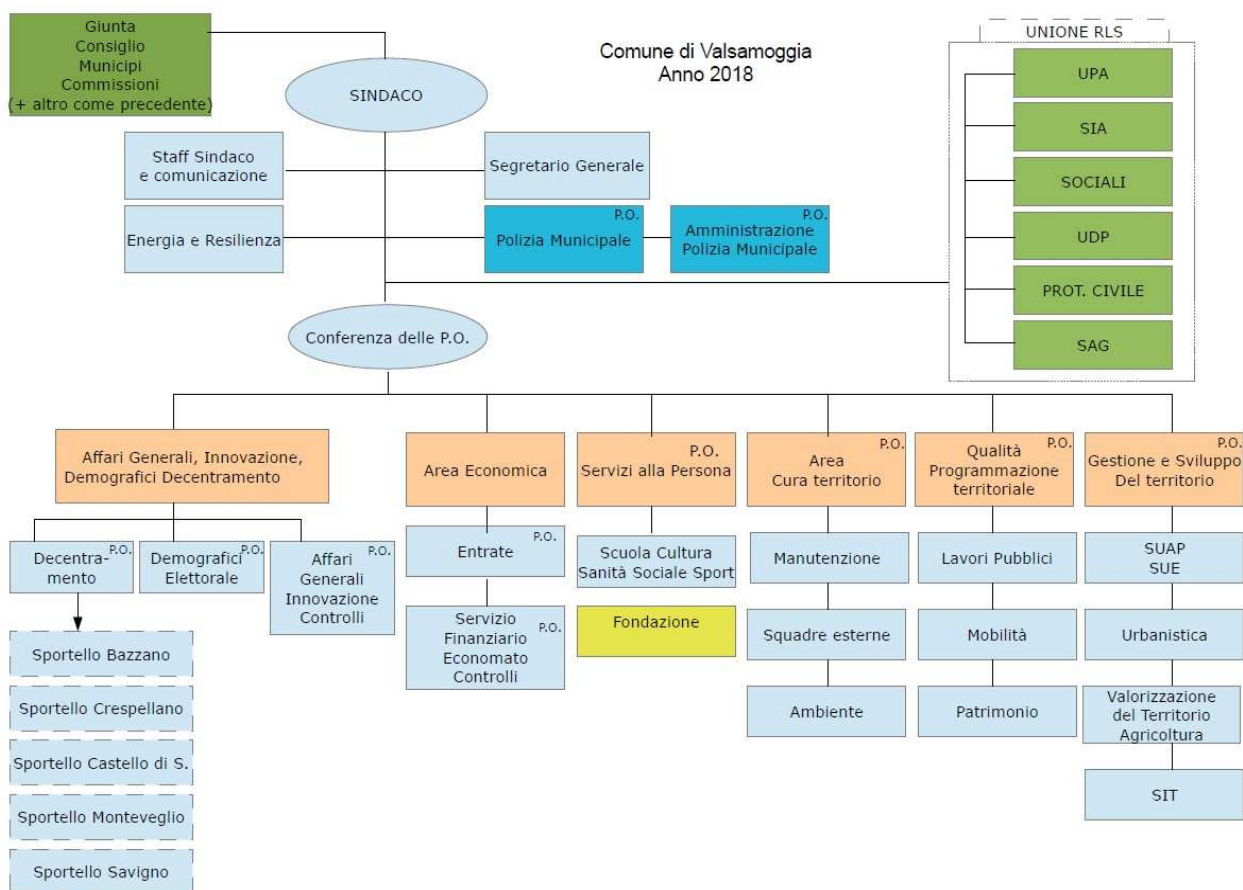 Giunta
Consiglio
Municipi
Commissioni
(+ altro come precedente)
Comune di Valsamoggia
Anno 2018
SINDACO
UNIONE RLS
UPA
SIA
SOCIALI
UDP
PROT. CIVILE
SAG
Staff Sindaco
e comunicazione
Segretario Generale
Energia e Resilienza
P.O.
Polizia Municipale
P.O.
Amministrazione
Polizia Municipale
Conferenza delle P.O.
Affari Generali, Innovazione,
Demografici Decentramento
Area Economica
P.O.
Servizi alla Persona
P.O.
Area
Cura territorio
P.O.
Qualità
Programmazione
territoriale
P.O.
Gestione e Sviluppo
Del territorio
P.O.
Decentra-
mento
P.O.
Demografici
Elettorale
P.O.
Affari
Generali
Innovazione
Controlli
P.O.
Entrate
P.O.
Servizio
Finanziario
Economato
Controlli
Scuola Cultura
Sanità Sociale Sport
Fondazione
Manutenzione
Squadre esterne
Ambiente
Lavori Pubblici
Mobilità
Patrimonio
SUAP
SUE
Urbanistica
Valorizzazione
del Territorio
Agricoltura
SIT
Sportello Bazzano
Sportello Crespellano
Sportello Castello di S.
Sportello Monteveglio
Sportello Savigno